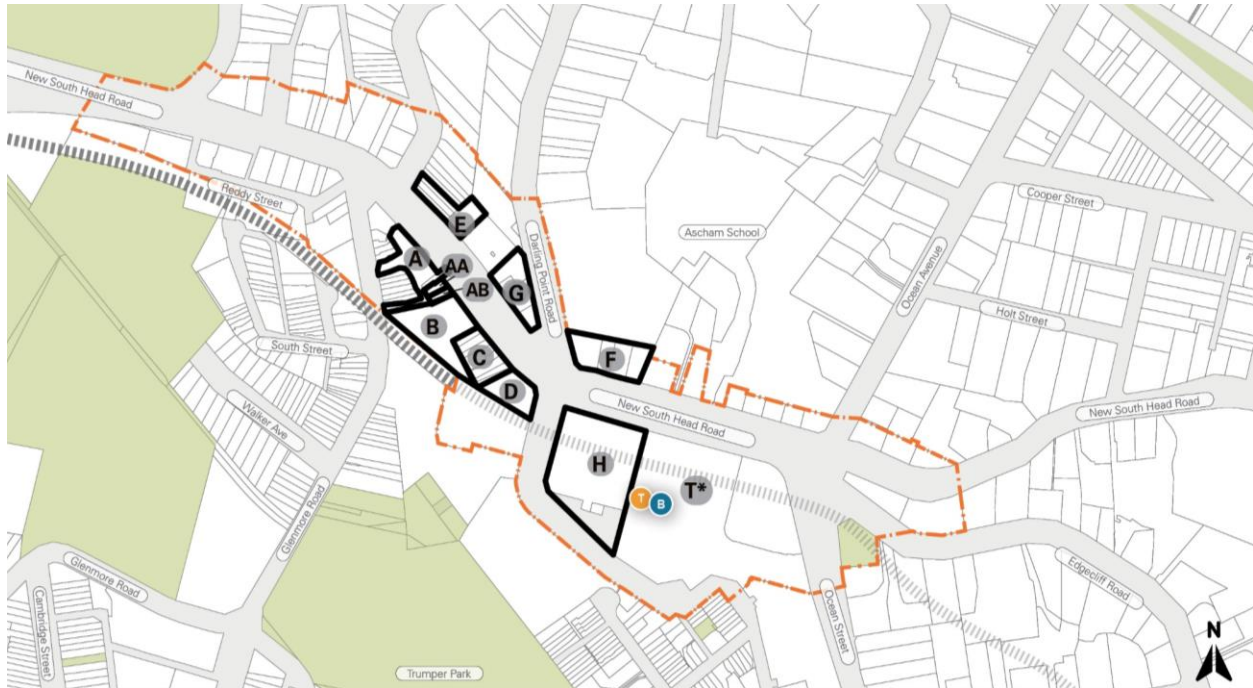 New South Head Road
Reddy Street
E
A
AA
AB
G
B
C
D
F
Darling Point Road
Ascham School
Ocean Avenue
Cooper Street
Holt Street
South Street
Walker Ave
Glenmore Road
New South Head Road
New South Head Road
H
T
B
T*
Glenmore Road
Cambridge Street
Trumper Park
Ocean Street
Edgecliff Road
N